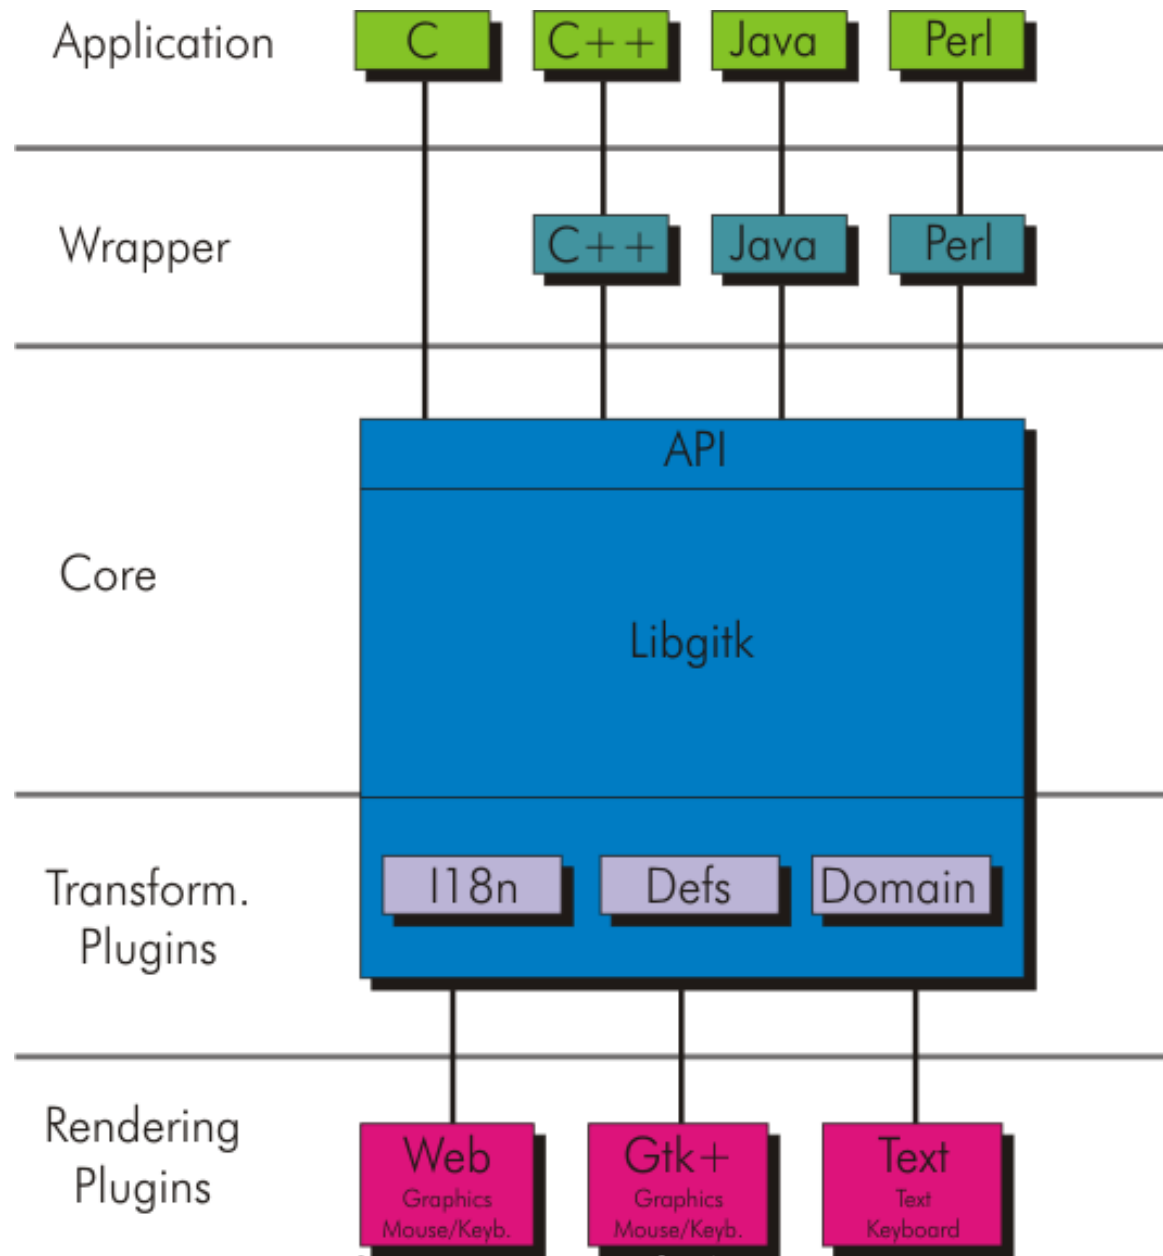 Application
C
C++
Java
Perl
Wrapper
C++
Java
Perl
API
Core
Libgitk
Transform.
Plugins
I18n
Defs
Domain
Rendering
Plugins
Web
Graphics
Mouse/Keyb.
Gtk+
Graphics
Mouse/Keyb.
Text
Text
Keyboard